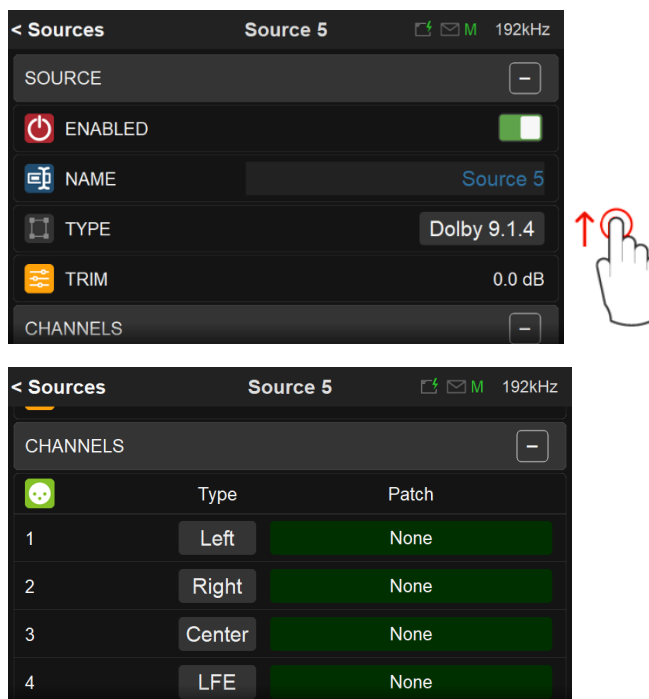 < Sources Source 5 M 192kHz
SOURCE −
ENABLED
NAME Source 5
TYPE Dolby 9.1.4
TRIM 0.0 dB
CHANNELS −
< Sources Source 5 M 192kHz
CHANNELS −
Type Patch
1 Left None
2 Right None
3 Center None
4 LFE None